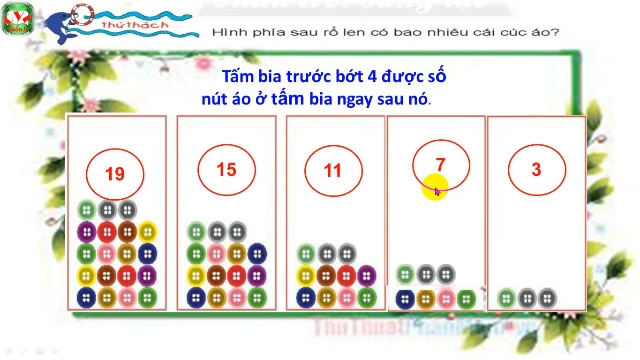 thử thách
Hình phía sau rổ len có bao nhiêu cái cúc áo?
Tấm bia trước bớt 4 được số
nút áo ở tấm bia ngay sau nó.
19 15 11 7 3